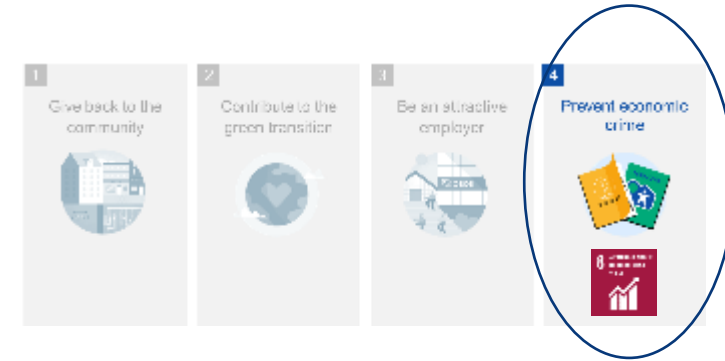 1
Give back to the
community
2
Contribute to the
green transition
3
Be an attractive
employer
4
Prevent economic
crime
8